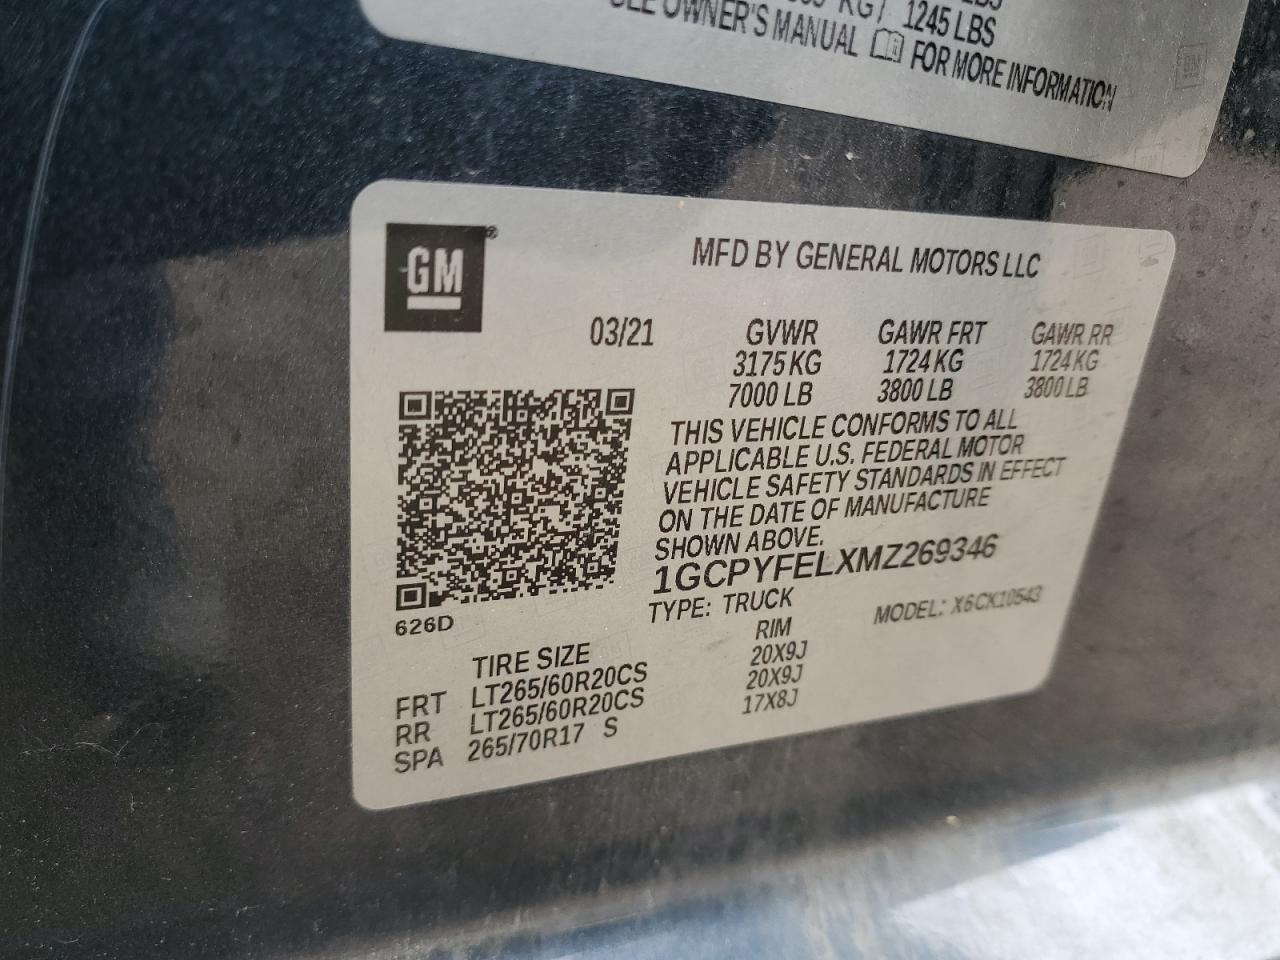 KG / 1245 LBS
OWNER'S MANUAL FOR MORE INFORMATION
GM
GM®
MFD BY GENERAL MOTORS LLC
03/21 GVWR GAWR FRT GAWR RR
3175 KG 1724 KG 1724 KG
7000 LB 3800 LB 3800 LB
THIS VEHICLE CONFORMS TO ALL
APPLICABLE U.S. FEDERAL MOTOR
VEHICLE SAFETY STANDARDS IN EFFECT
ON THE DATE OF MANUFACTURE
SHOWN ABOVE.
1GCPYFELXMZ269346
TYPE: TRUCK MODEL: X6CK10543
626D
TIRE SIZE RIM
FRT LT265/60R20CS 20X9J
RR LT265/60R20CS 20X9J
SPA 265/70R17 S 17X8J